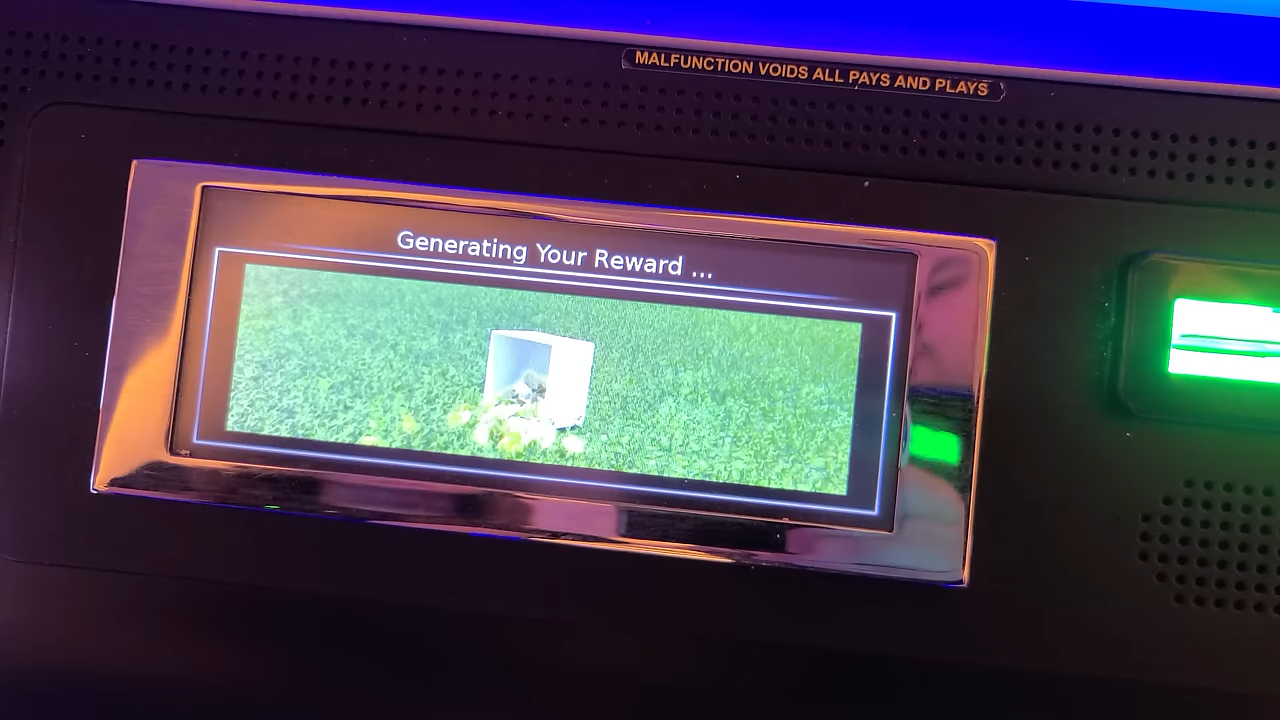 MALFUNCTION VOIDS ALL PAYS AND PLAYS
Generating Your Reward ...